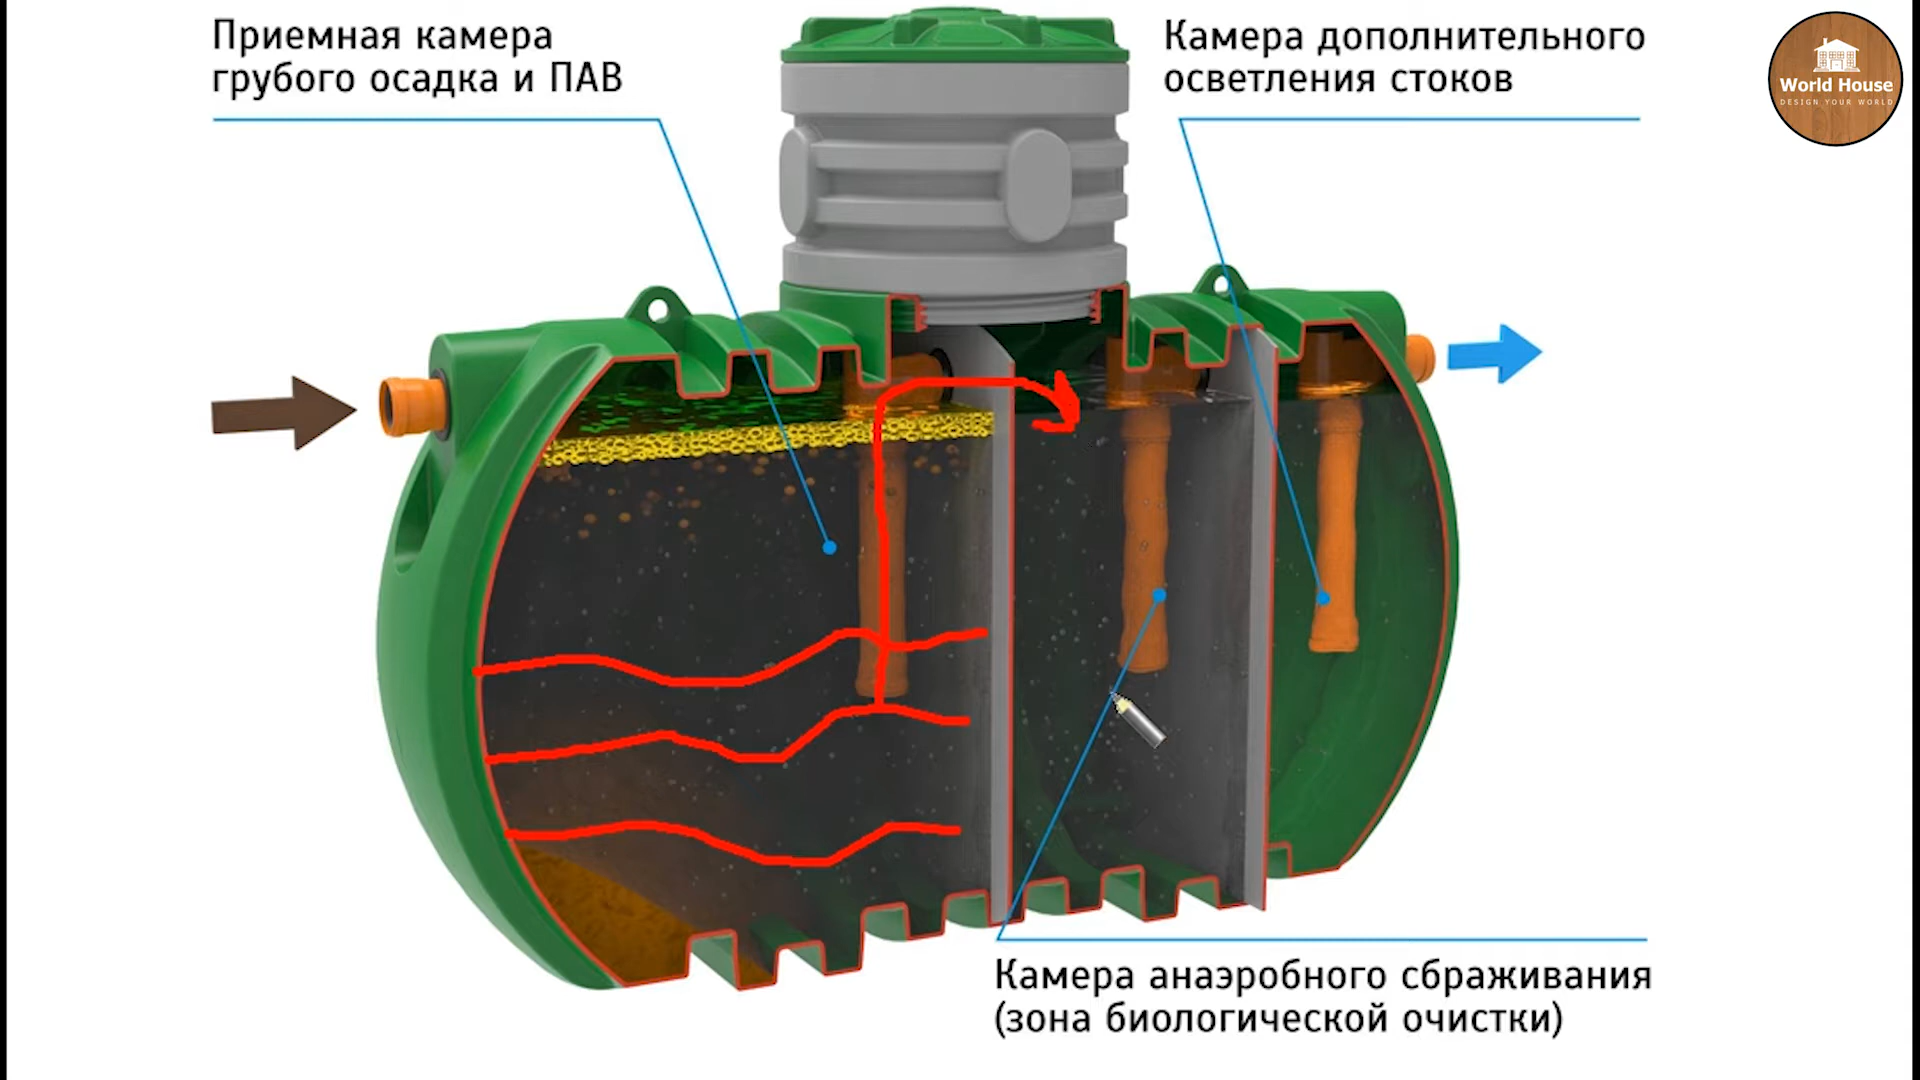 Приемная камера
грубого осадка и ПАВ
Камера дополнительного
осветления стоков
World House
DESIGN YOUR WORLD
Камера анаэробного сбраживания
(зона биологической очистки)